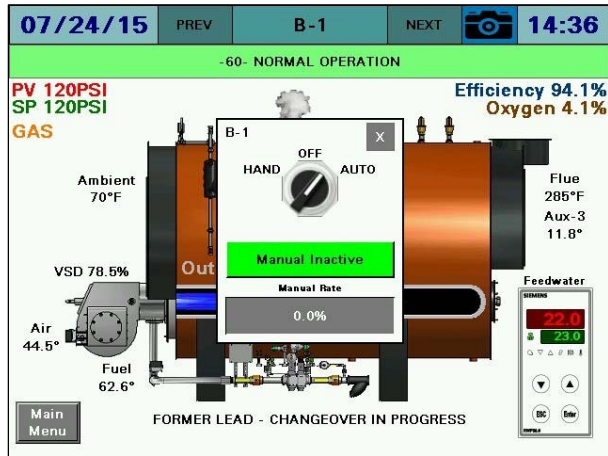 07/24/15 PREV B-1 NEXT 14:36
-60- NORMAL OPERATION
PV 120PSI
SP 120PSI
GAS
Efficiency 94.1%
Oxygen 4.1%
B-1 X
OFF
HAND AUTO
Manual Inactive
Manual Rate
0.0%
Ambient
70°F
Out
VSD 78.5%
Air
44.5°
Fuel
62.6°
Flue
285°F
Aux-3
11.8°
Feedwater
SIEMENS
22.0
23.0
ESC Enter
Main
Menu
FORMER LEAD - CHANGEOVER IN PROGRESS